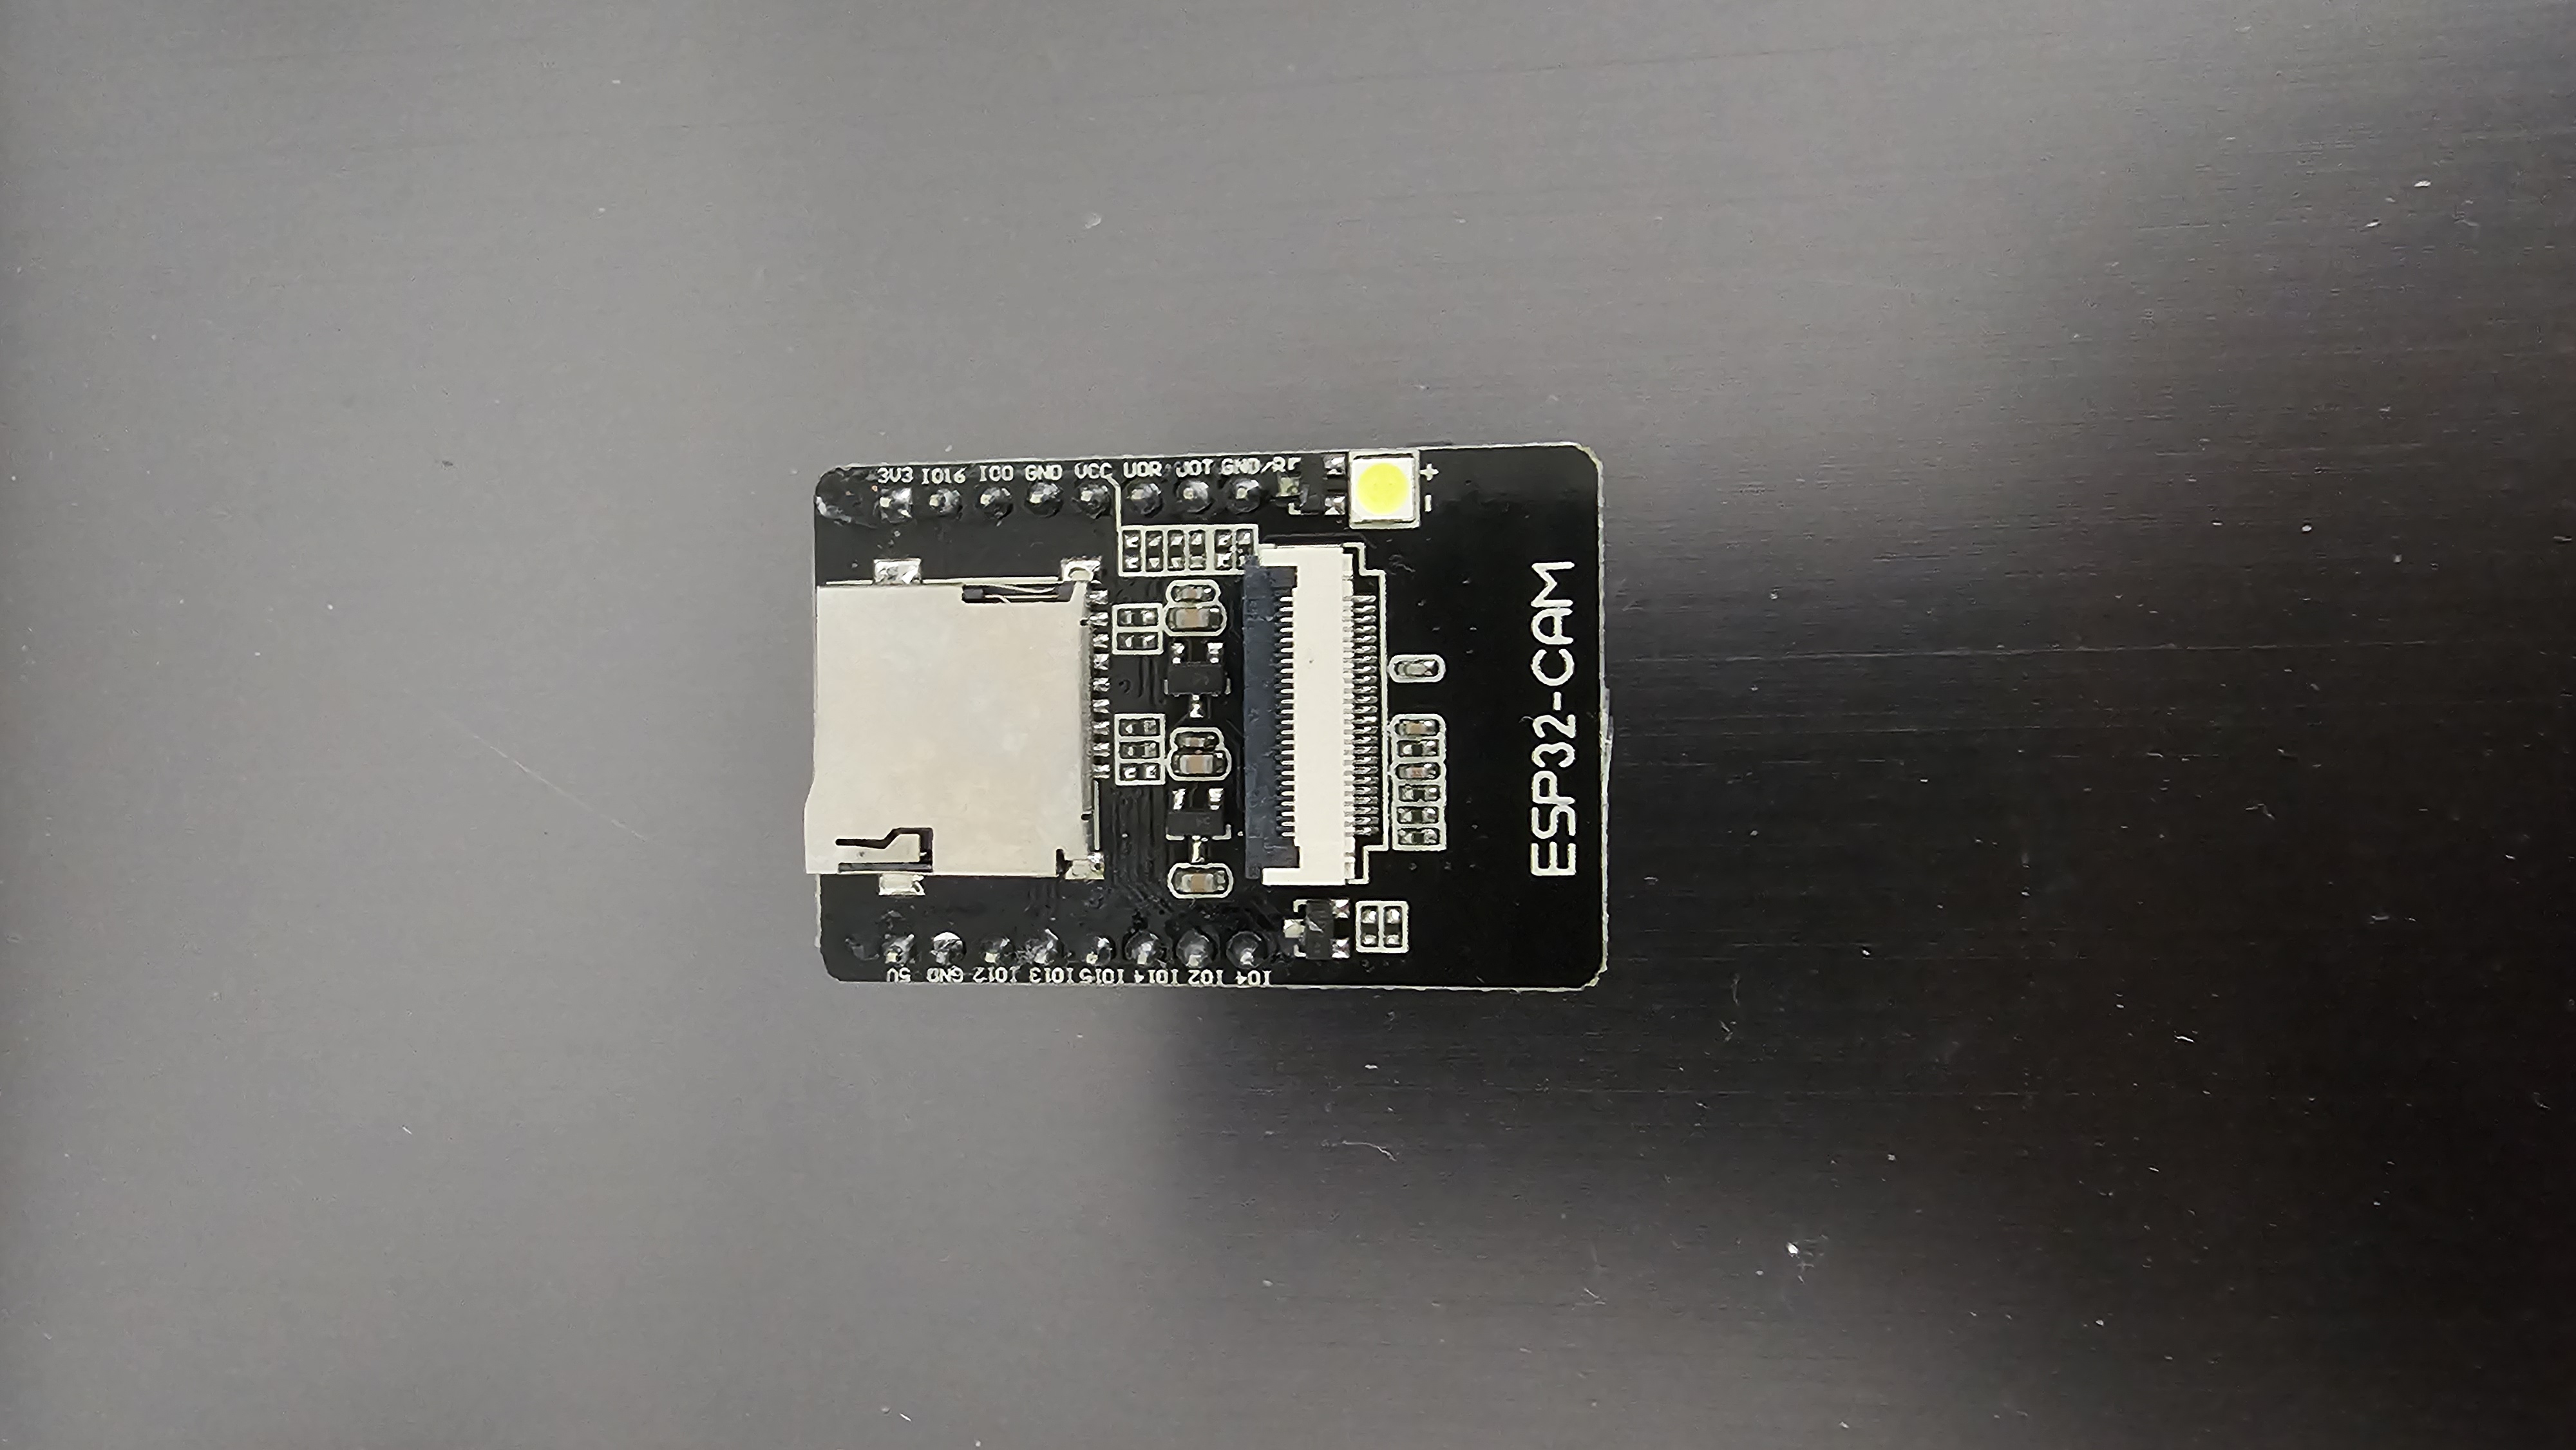 3V3 IO16 IO0 GND VCC UOR UOT GND/R
+
-
ESP32-CAM
5V GND IO12 IO13 IO15 IO14 IO2 IO4